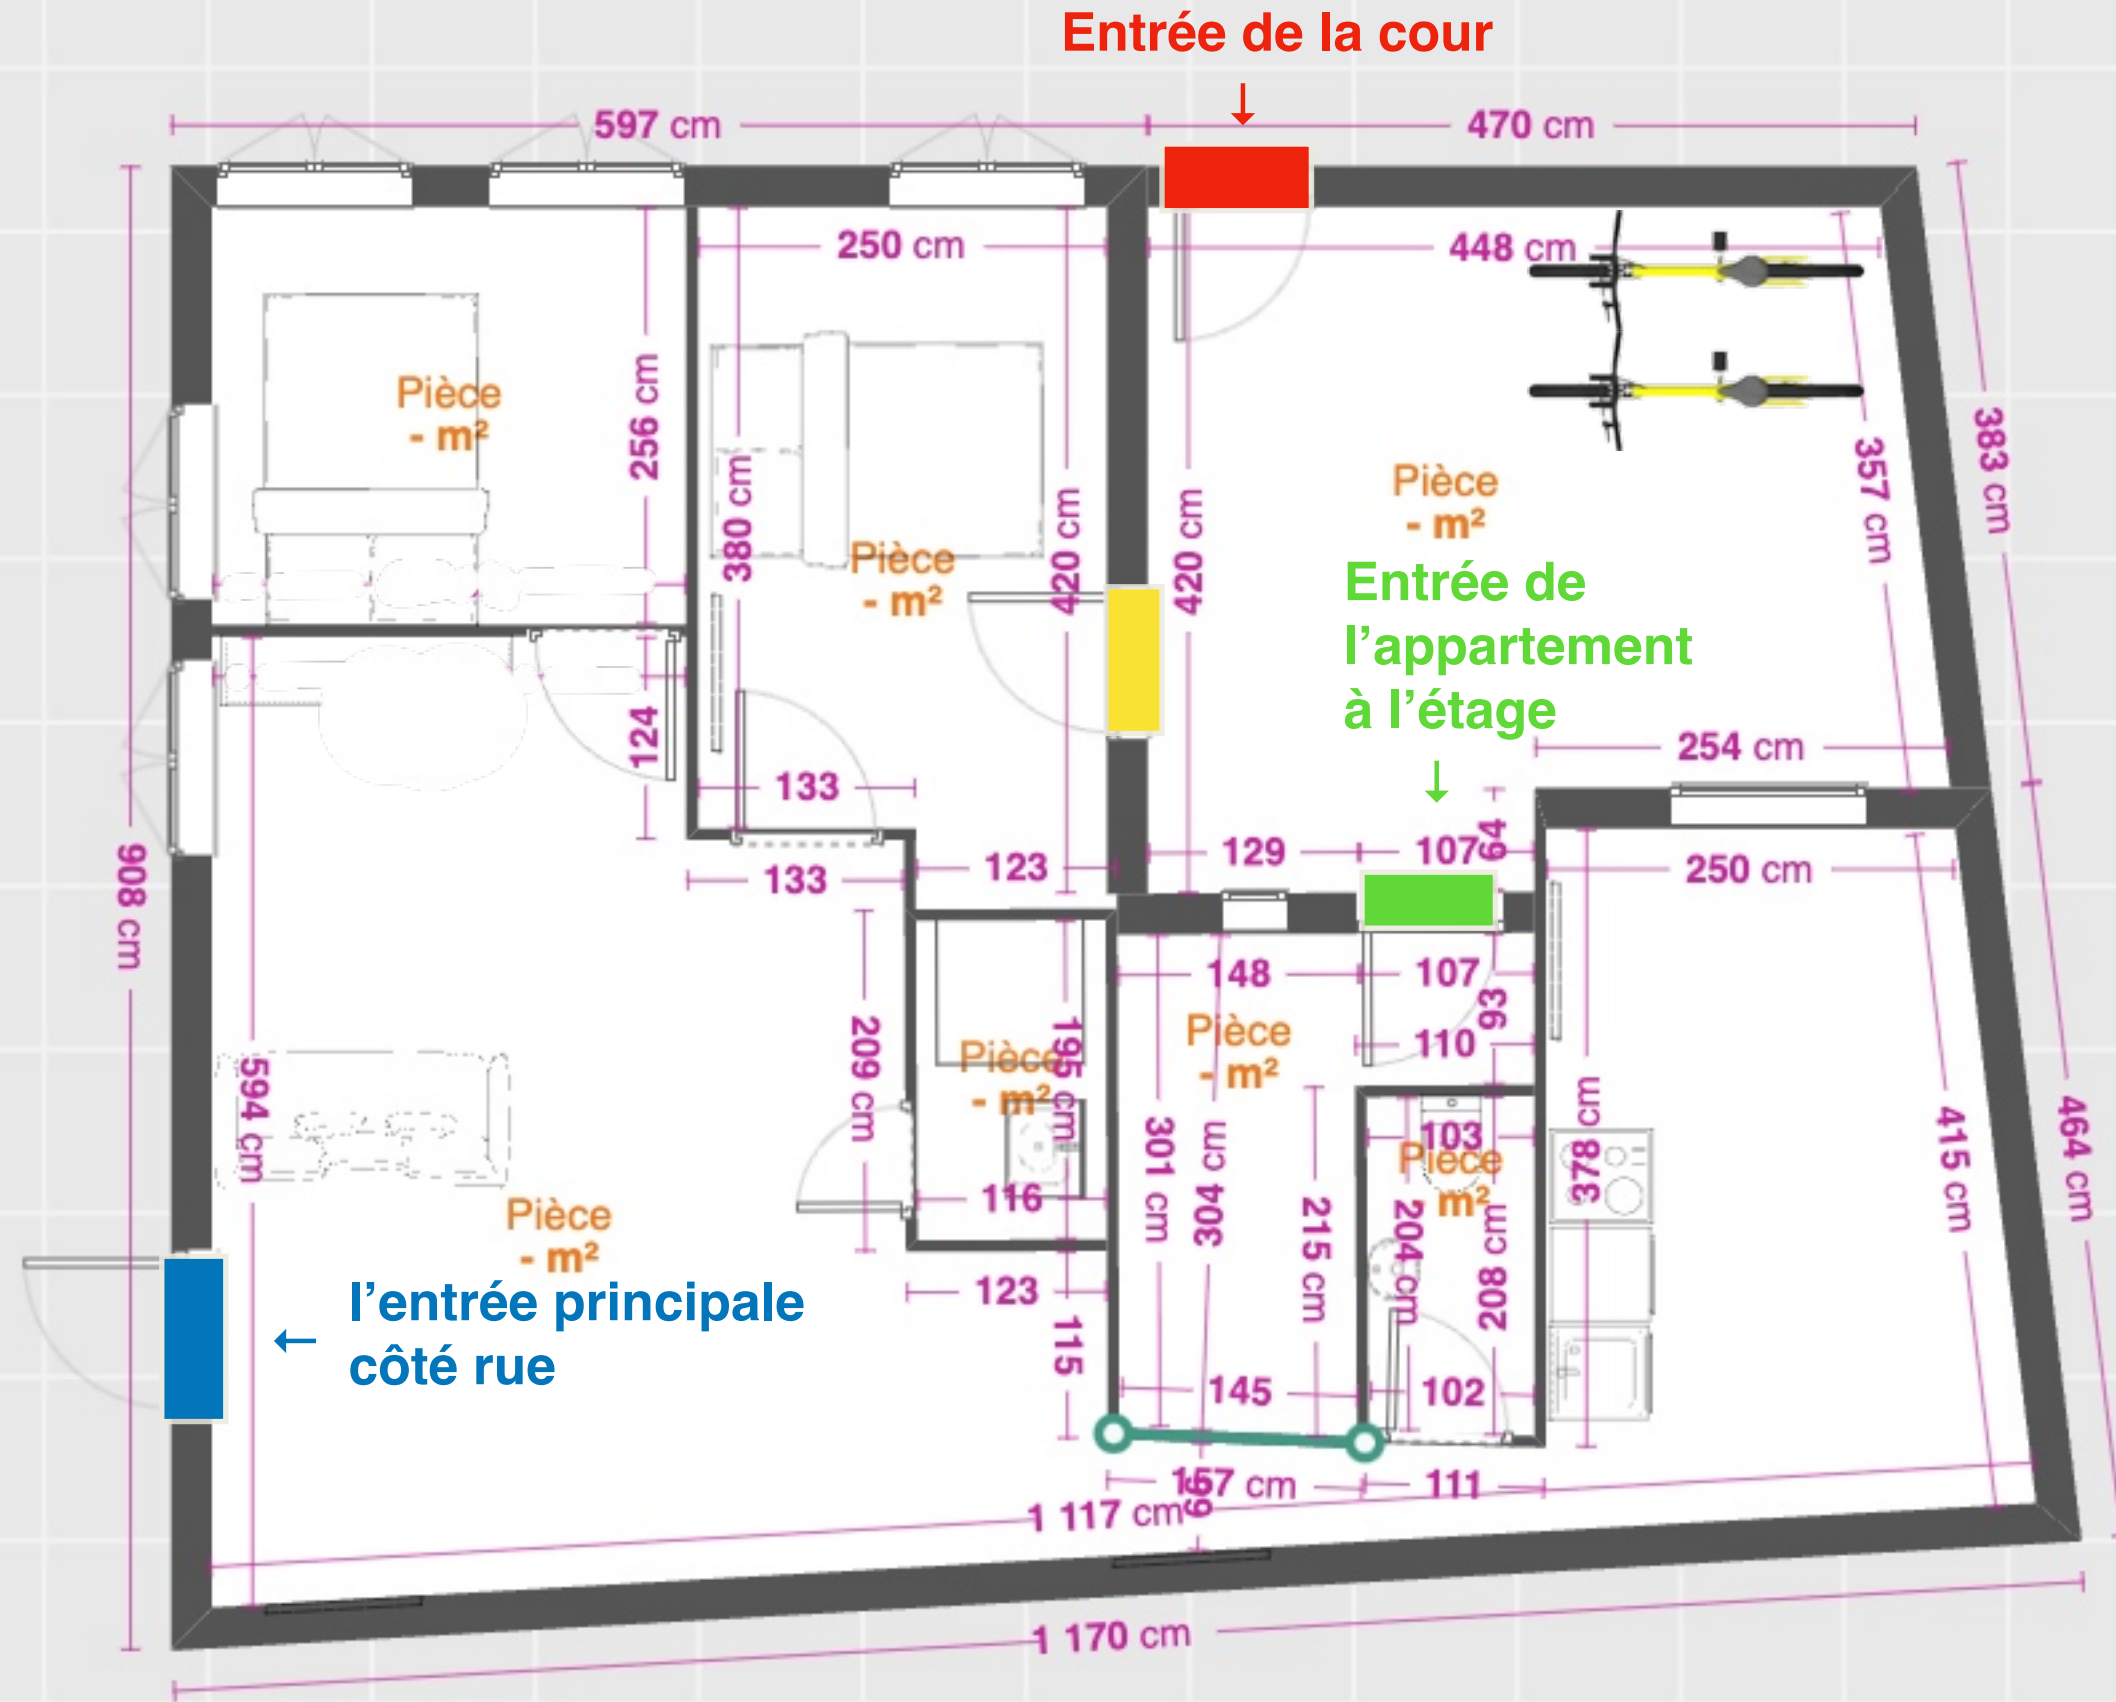 Entrée de la cour
↓
597 cm
470 cm
250 cm
448 cm
Pièce
- m²
256 cm
380 cm
420 cm
420 cm
357 cm
383 cm
Pièce
- m²
Pièce
- m²
Entrée de
l’appartement
à l’étage
↓
124
133
133
123
254 cm
64
129
107
250 cm
908 cm
148
107
93
110
209 cm
195 cm
Pièce
- m²
Pièce
- m²
594 cm
301 cm
304 cm
215 cm
103
Pièce
m²
204 cm
208 cm
378 cm
415 cm
464 cm
116
Pièce
- m²
← l’entrée principale
côté rue
123
115
145
102
157 cm
111
1 117 cm
1 170 cm